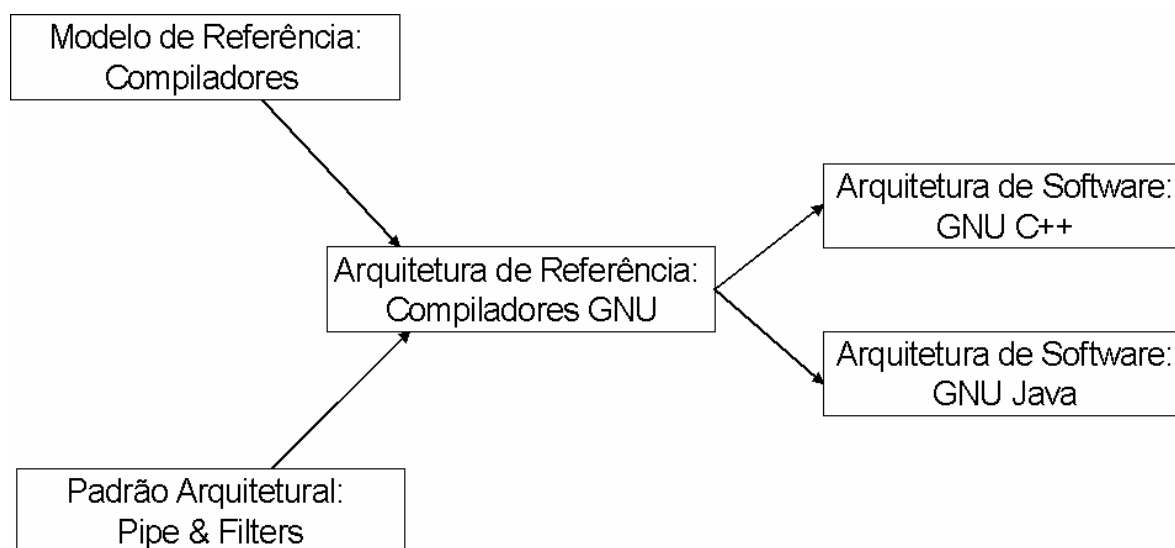 Modelo de Referência:
Compiladores
Arquitetura de Software:
GNU C++
Arquitetura de Referência:
Compiladores GNU
Arquitetura de Software:
GNU Java
Padrão Arquitetural:
Pipe & Filters